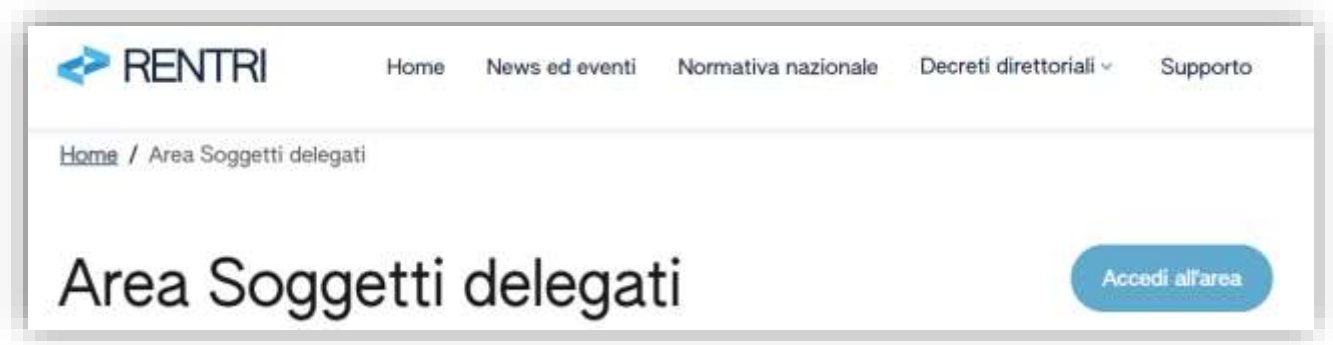 RENTRI Home News ed eventi Normativa nazionale Decreti direttoriali Supporto
Home / Area Soggetti delegati
Area Soggetti delegati Accedi all'area